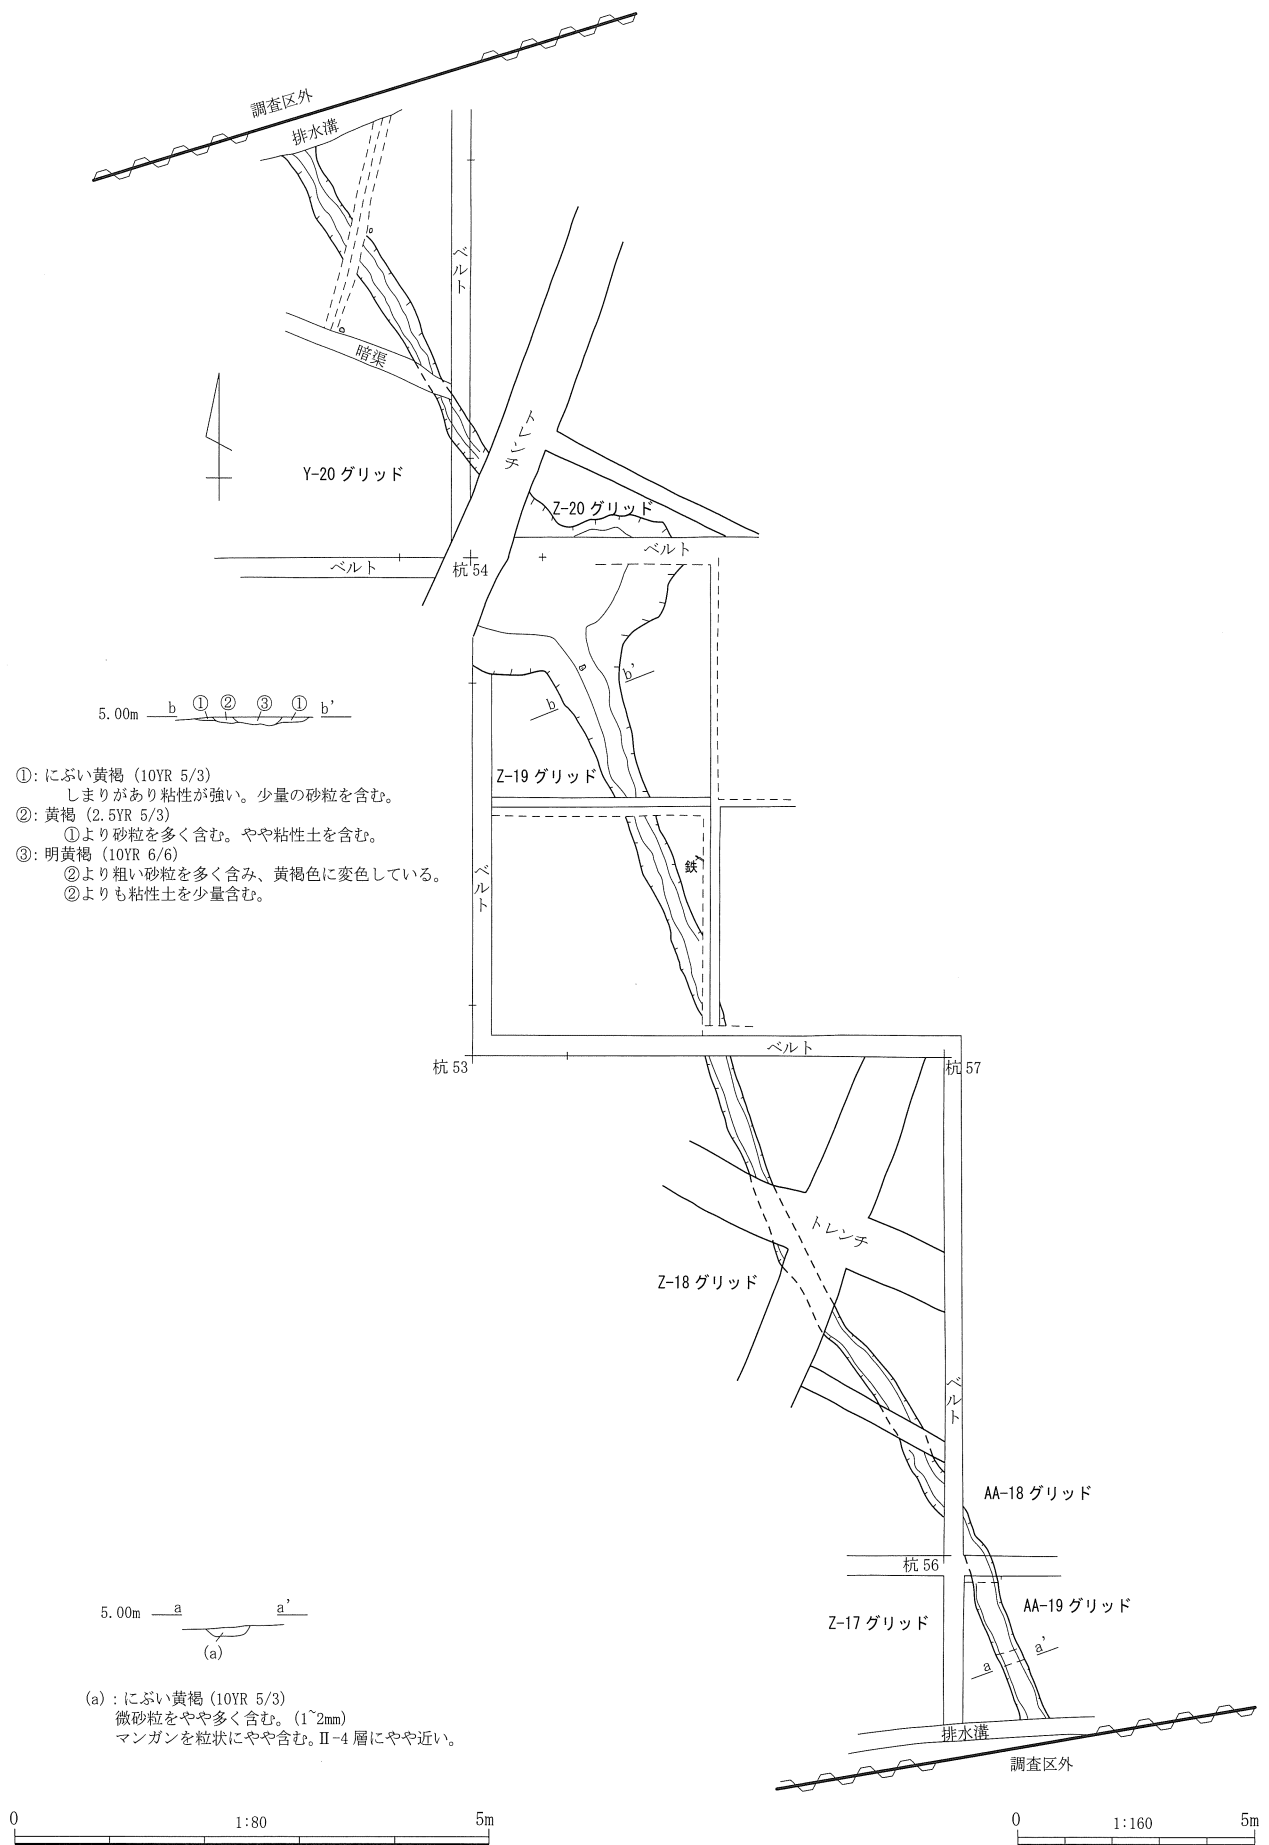 調査区外
排水溝
ベルト
暗渠
トレンチ
Y-20 グリッド
Z-20 グリッド
ベルト
ベルト
杭 54
b'
b
5.00m b ① ② ③ ① b'
①: にぶい黄褐 (10YR 5/3)
しまりがあり粘性が強い。少量の砂粒を含む。
②: 黄褐 (2.5YR 5/3)
①より砂粒を多く含む。やや粘性土を含む。
③: 明黄褐 (10YR 6/6)
②より粗い砂粒を多く含み、黄褐色に変色している。
②よりも粘性土を少量含む。
Z-19 グリッド
鉄
ベルト
ベルト
杭 53
杭 57
トレンチ
Z-18 グリッド
ベルト
AA-18 グリッド
杭 56
AA-19 グリッド
Z-17 グリッド
a'
a
5.00m a a'
(a)
(a) : にぶい黄褐 (10YR 5/3)
微砂粒をやや多く含む。(1~2mm)
マンガンを粒状にやや含む。Ⅱ-4 層にやや近い。
排水溝
調査区外
0 1:80 5m
0 1:160 5m